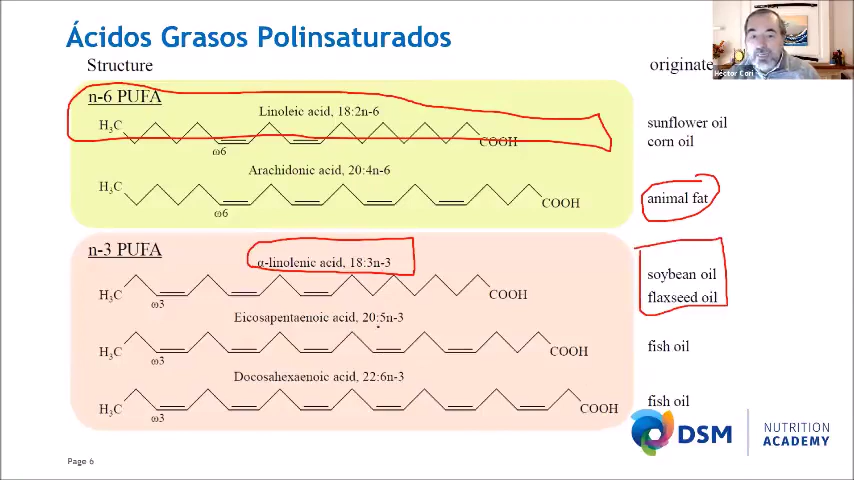 Ácidos Grasos Polinsaturados
Structure
originate
Héctor Cori
n-6 PUFA
Linoleic acid, 18:2n-6
H3C
COOH
ω6
sunflower oil
corn oil
Arachidonic acid, 20:4n-6
H3C
COOH
ω6
animal fat
n-3 PUFA
α-linolenic acid, 18:3n-3
H3C
COOH
ω3
soybean oil
flaxseed oil
Eicosapentaenoic acid, 20:5n-3
H3C
COOH
ω3
fish oil
Docosahexaenoic acid, 22:6n-3
H3C
COOH
ω3
fish oil
DSM
NUTRITION
ACADEMY
Page 6